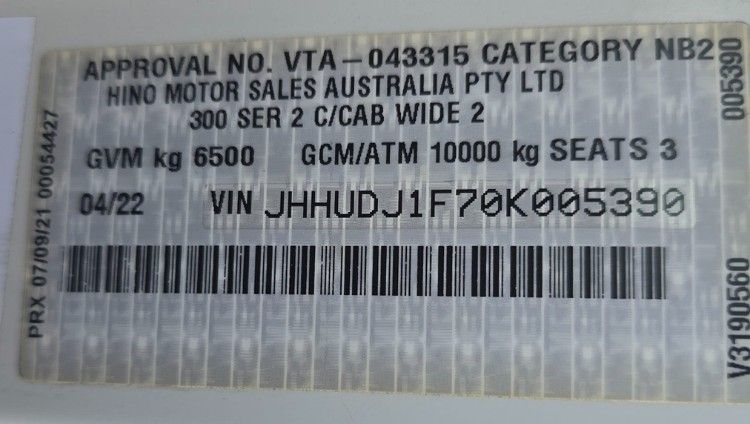 APPROVAL NO. VTA-043315 CATEGORY NB2
HINO MOTOR SALES AUSTRALIA PTY LTD
300 SER 2 C/CAB WIDE 2
GVM kg 6500 GCM/ATM 10000 kg SEATS 3
04/22 VIN JHHUDJ1F70K005390
PRX 07/09/21 00054427
005390
V3190560